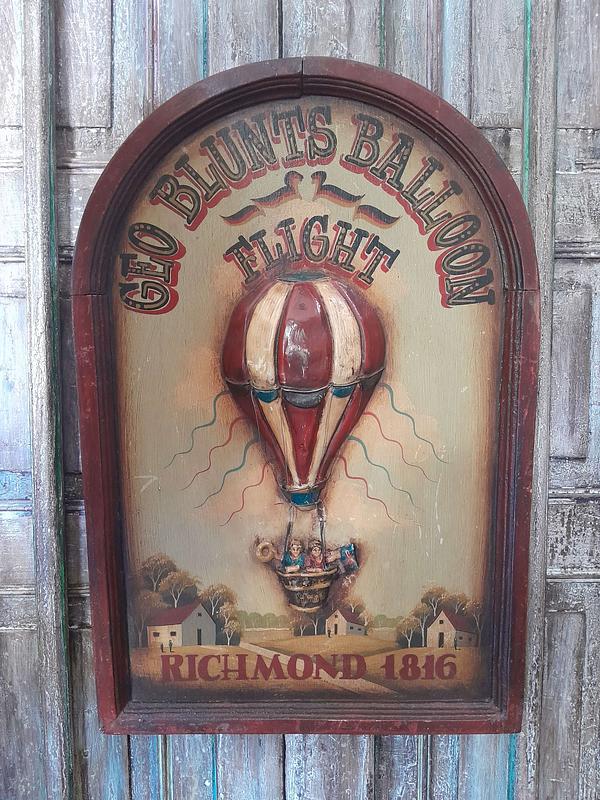 GEO BLUNTS BALLOON
FLIGHT
RICHMOND 1816